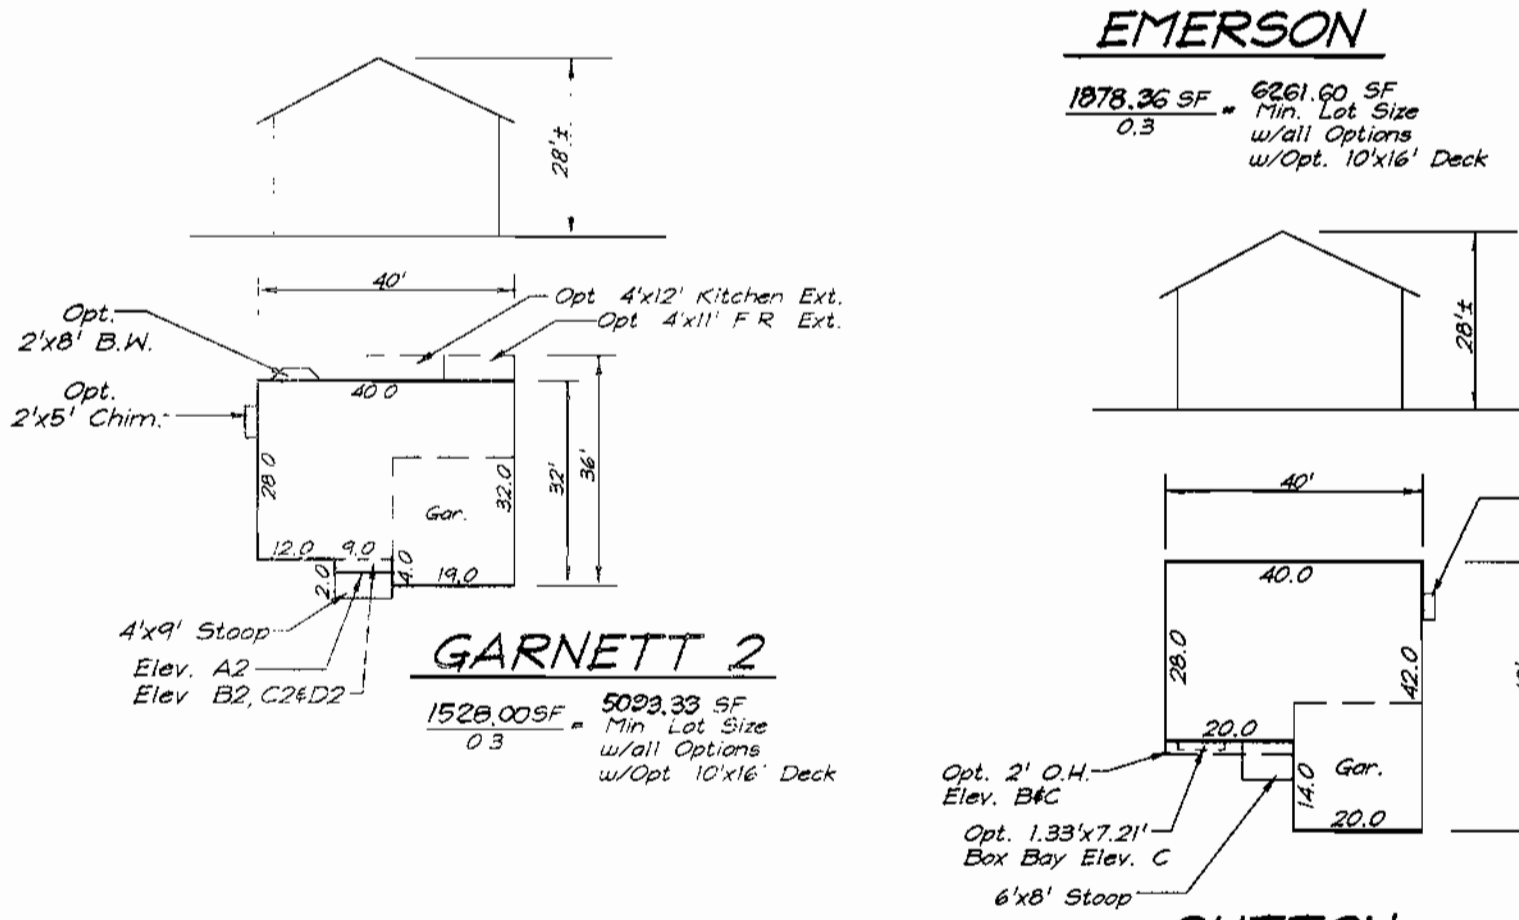 EMERSON
1878.36 SF
0.3
=
6261.60 SF
Min. Lot Size
w/all Options
w/Opt. 10'x16' Deck
28'±
40'
Opt 4'x12' Kitchen Ext.
Opt 4'x11' F R Ext.
Opt.
2'x8' B.W.
Opt.
2'x5' Chim.
40 0
28 0
32.0
32'
36'
Gar.
12.0
9.0
2.0
4.0
19.0
4'x9' Stoop
Elev. A2
Elev B2, C2&D2
GARNETT 2
1528.00SF
0 3
=
5093.33 SF
Min Lot Size
w/all Options
w/Opt 10'x16' Deck
28'±
40'
40.0
28.0
42.0
20.0
14.0
Gar.
20.0
Opt. 2' O.H.
Elev. B&C
Opt. 1.33'x7.21'
Box Bay Elev. C
6'x8' Stoop